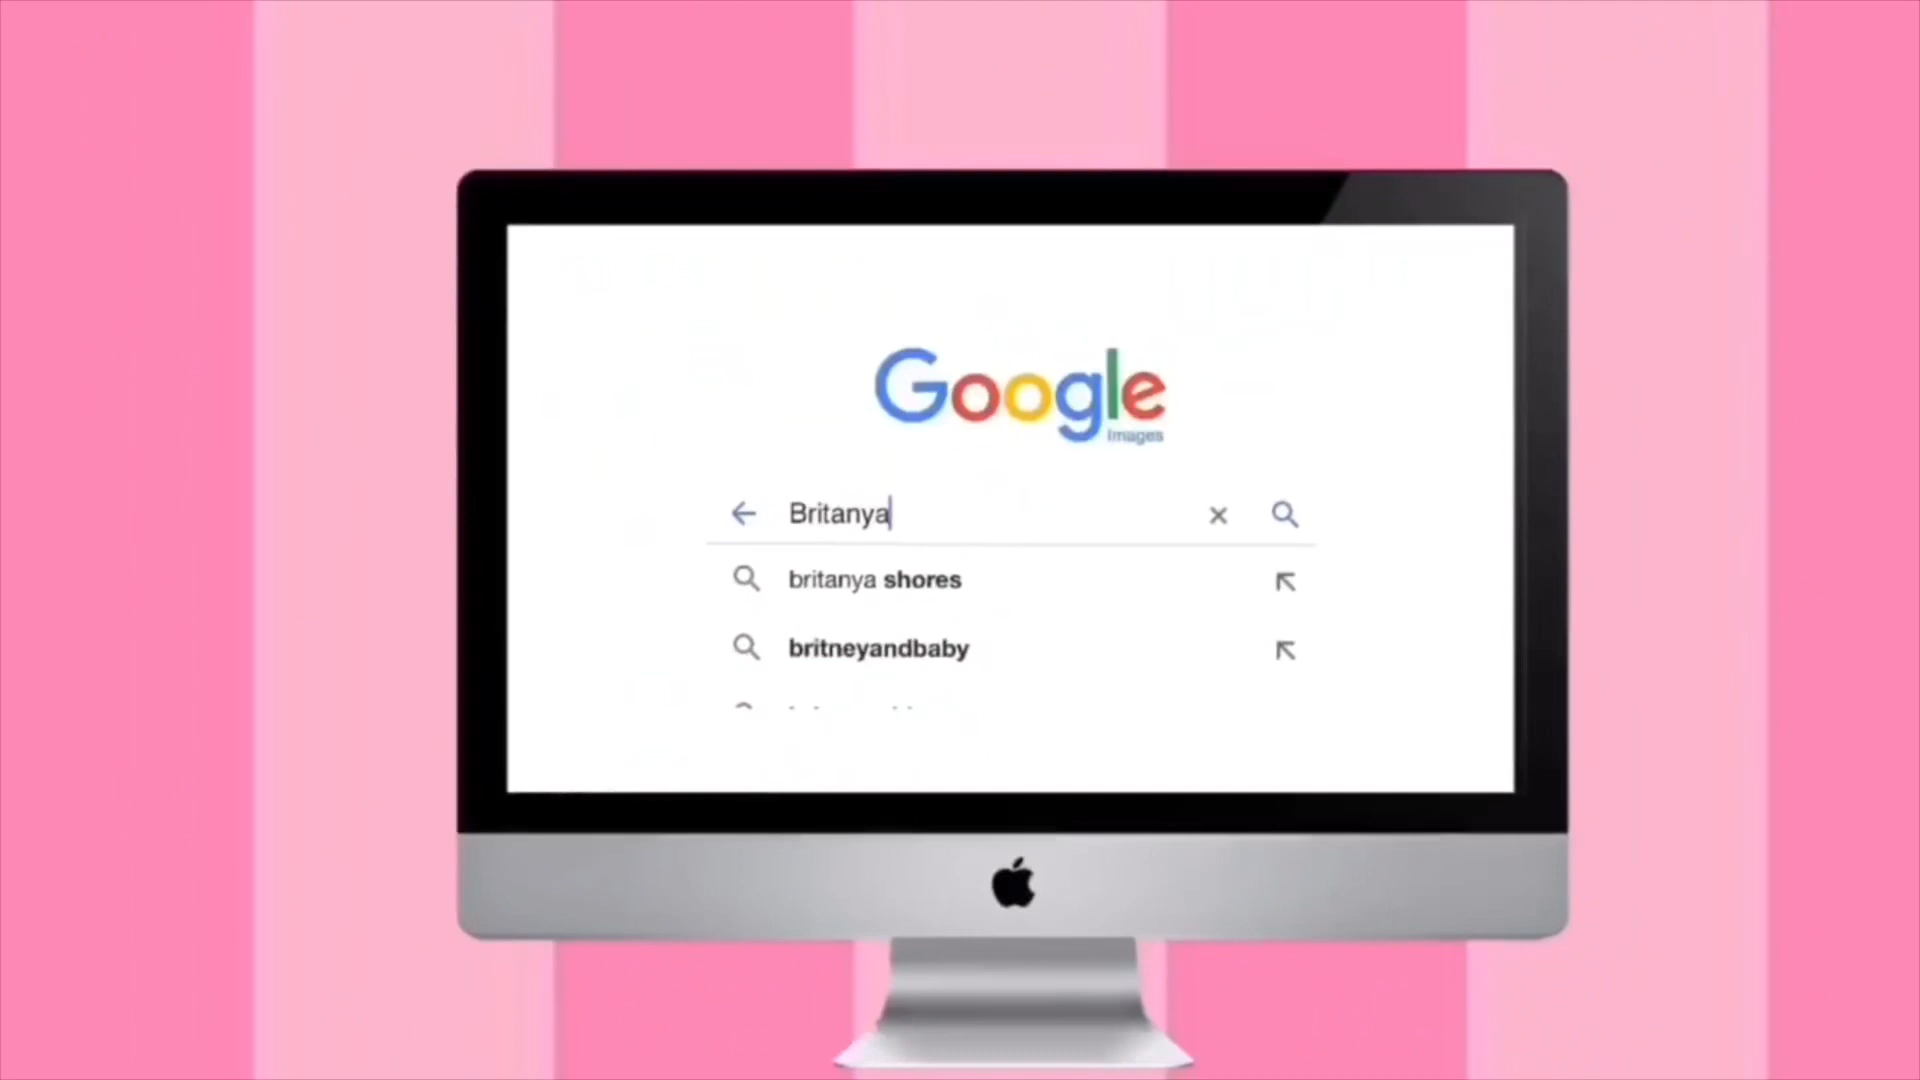 Google
Images
Britanya
britanya shores
britneyandbaby